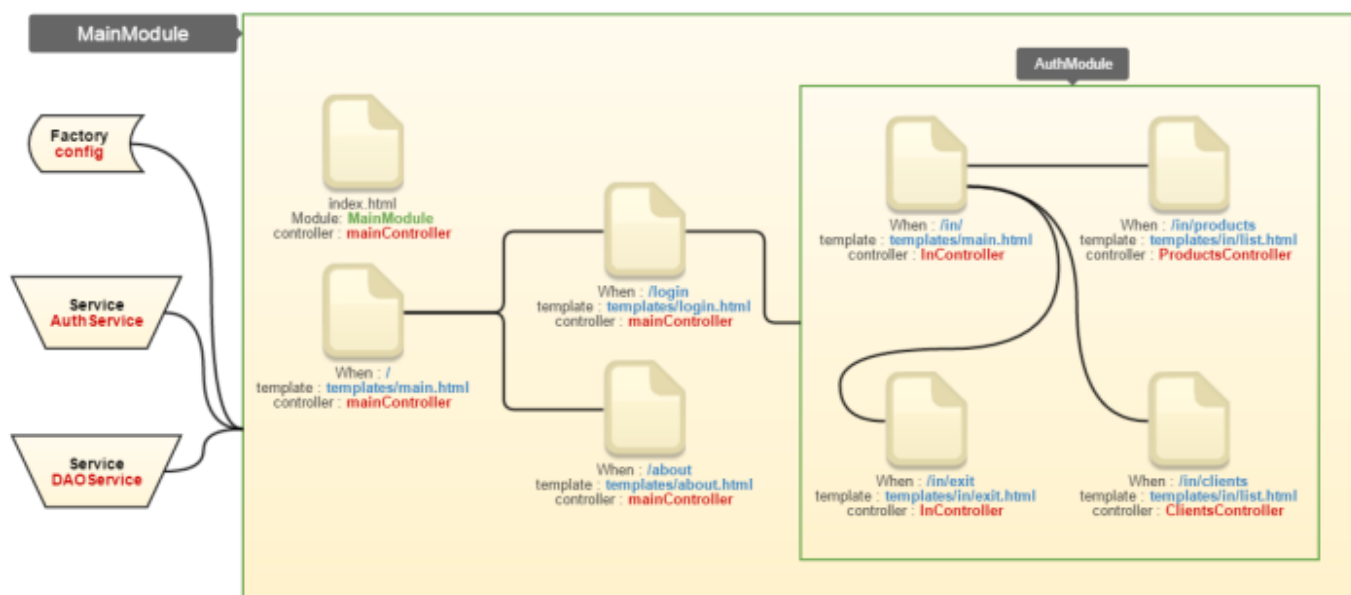 MainModule
AuthModule
Factory
config
index.html
Module: MainModule
controller : mainController
When : /in/
template : templates/main.html
controller : InController
When : /in/products
template : templates/in/list.html
controller : ProductsController
Service
AuthService
When : /login
template : templates/login.html
controller : mainController
When : /
template : templates/main.html
controller : mainController
Service
DAOService
When : /about
template : templates/about.html
controller : mainController
When : /in/exit
template : templates/in/exit.html
controller : InController
When : /in/clients
template : templates/in/list.html
controller : ClientsController